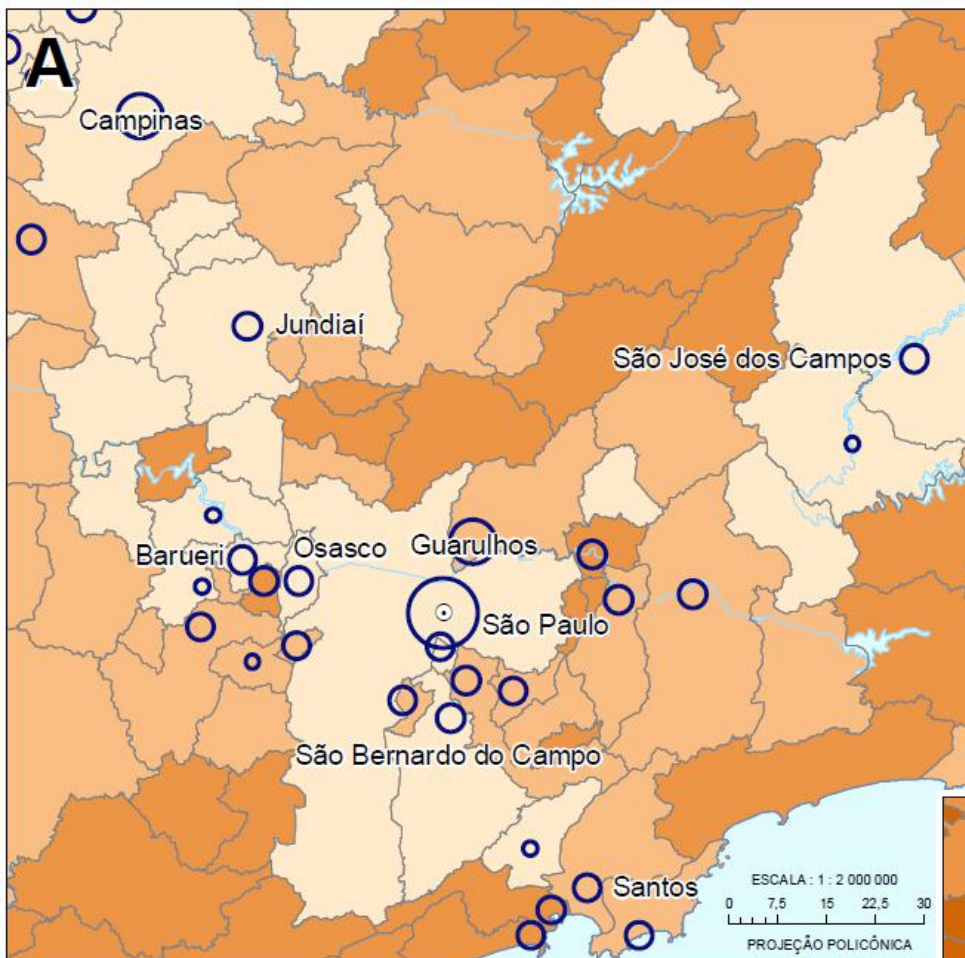 A
Campinas
Jundiaí
São José dos Campos
Barueri
Osasco
Guarulhos
São Paulo
São Bernardo do Campo
Santos
ESCALA : 1 : 2 000 000
0 7,5 15 22,5 30
PROJEÇÃO POLICÔNICA